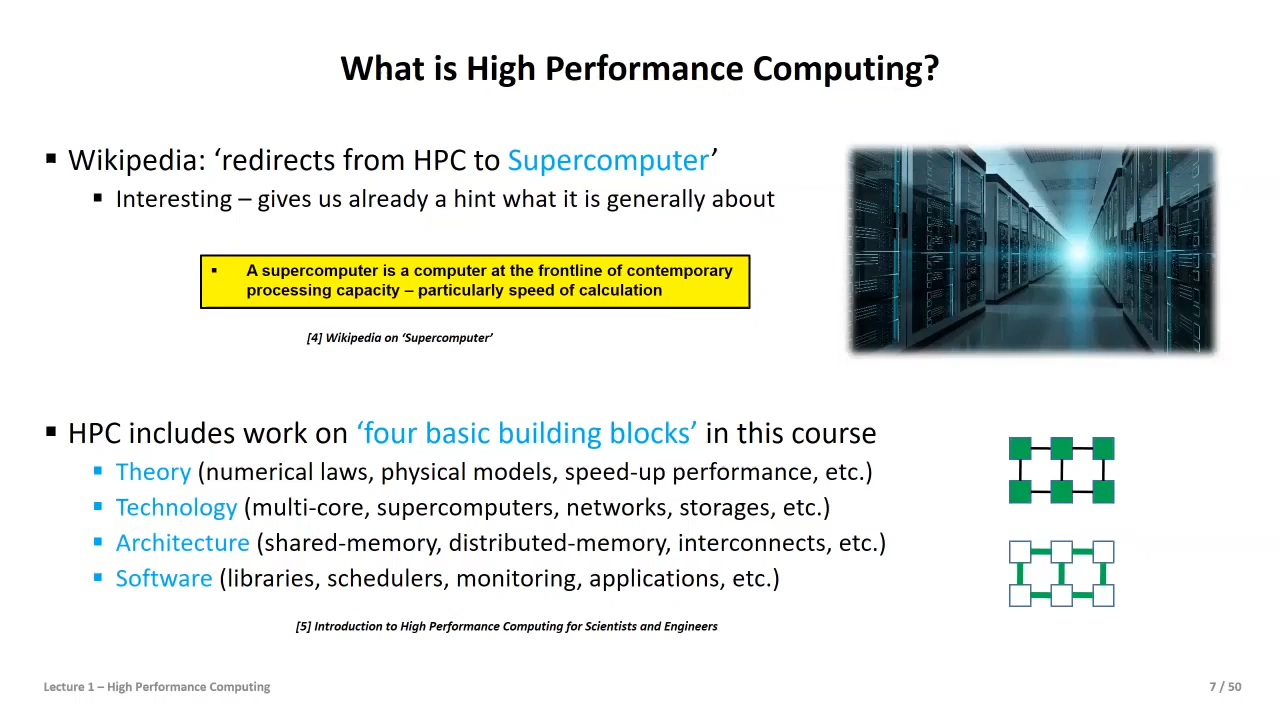 What is High Performance Computing?
▪ Wikipedia: ‘redirects from HPC to Supercomputer’
▪ Interesting – gives us already a hint what it is generally about
▪ A supercomputer is a computer at the frontline of contemporary
processing capacity – particularly speed of calculation
[4] Wikipedia on ‘Supercomputer’
▪ HPC includes work on ‘four basic building blocks’ in this course
▪ Theory (numerical laws, physical models, speed-up performance, etc.)
▪ Technology (multi-core, supercomputers, networks, storages, etc.)
▪ Architecture (shared-memory, distributed-memory, interconnects, etc.)
▪ Software (libraries, schedulers, monitoring, applications, etc.)
[5] Introduction to High Performance Computing for Scientists and Engineers
Lecture 1 – High Performance Computing
7 / 50